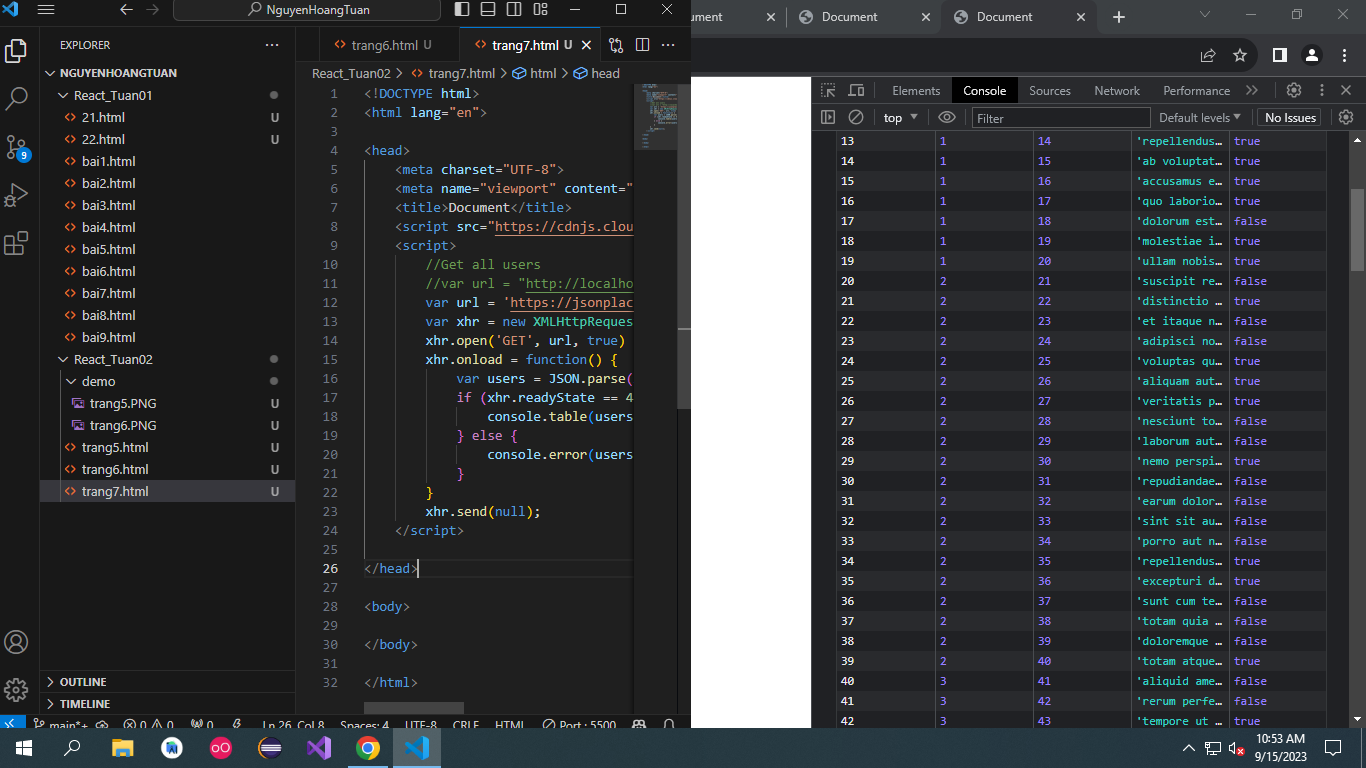 NguyenHoangTuan
EXPLORER
NGUYENHOANGTUAN
React_Tuan01
21.html U
22.html U
bai1.html
bai2.html
bai3.html
bai4.html
bai5.html
bai6.html
bai7.html
bai8.html
bai9.html
React_Tuan02
demo
trang5.PNG U
trang6.PNG U
trang5.html U
trang6.html U
trang7.html U
OUTLINE
TIMELINE
9
trang6.html U
trang7.html U
React_Tuan02 > trang7.html > html > head
1 <!DOCTYPE html>
2 <html lang="en">
3
4 <head>
5 <meta charset="UTF-8">
6 <meta name="viewport" content="
7 <title>Document</title>
8 <script src="https://cdnjs.clou
9 <script>
10 //Get all users
11 //var url = "http://localho
12 var url = 'https://jsonplac
13 var xhr = new XMLHttpReques
14 xhr.open('GET', url, true)
15 xhr.onload = function() {
16 var users = JSON.parse(
17 if (xhr.readyState == 4
18 console.table(users
19 } else {
20 console.error(users
21 }
22 }
23 xhr.send(null);
24 </script>
25
26 </head>
27
28 <body>
29
30 </body>
31
32 </html>
main*+ 0 0 0 Ln 26, Col 8 Spaces: 4 UTF-8 CRLF HTML Port : 5500
ument Document Document
Elements Console Sources Network Performance
top Filter Default levels No Issues
13 1 14 'repellendus… true
14 1 15 'ab voluptat… true
15 1 16 'accusamus e… true
16 1 17 'quo laborio… true
17 1 18 'dolorum est… false
18 1 19 'molestiae i… true
19 1 20 'ullam nobis… true
20 2 21 'suscipit re… false
21 2 22 'distinctio … true
22 2 23 'et itaque n… false
23 2 24 'adipisci no… false
24 2 25 'voluptas qu… true
25 2 26 'aliquam aut… true
26 2 27 'veritatis p… true
27 2 28 'nesciunt to… false
28 2 29 'laborum aut… false
29 2 30 'nemo perspi… true
30 2 31 'repudiandae… false
31 2 32 'earum dolor… false
32 2 33 'sint sit au… false
33 2 34 'porro aut n… false
34 2 35 'repellendus… true
35 2 36 'excepturi d… true
36 2 37 'sunt cum te… false
37 2 38 'totam quia … false
38 2 39 'doloremque … false
39 2 40 'totam atque… true
40 3 41 'aliquid ame… false
41 3 42 'rerum perfe… false
42 3 43 'tempore ut … true
10:53 AM
9/15/2023